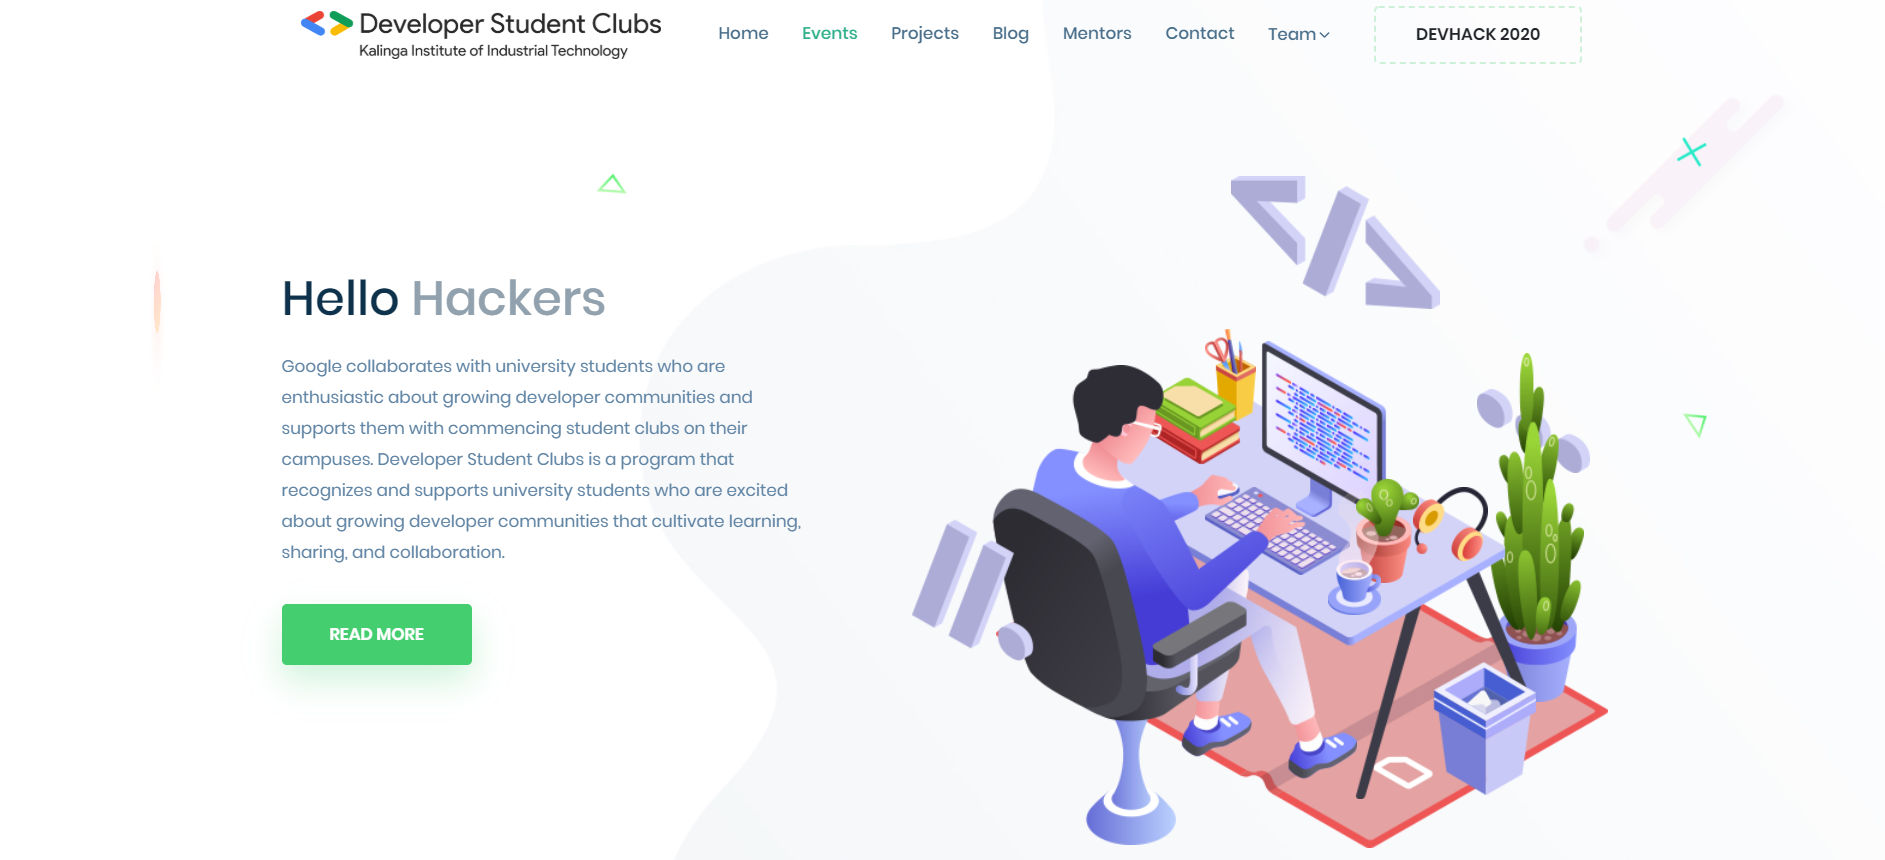 Developer Student Clubs
Kalinga Institute of Industrial Technology
Home Events Projects Blog Mentors Contact Team DEVHACK 2020
Hello Hackers
Google collaborates with university students who are
enthusiastic about growing developer communities and
supports them with commencing student clubs on their
campuses. Developer Student Clubs is a program that
recognizes and supports university students who are excited
about growing developer communities that cultivate learning,
sharing, and collaboration.
READ MORE